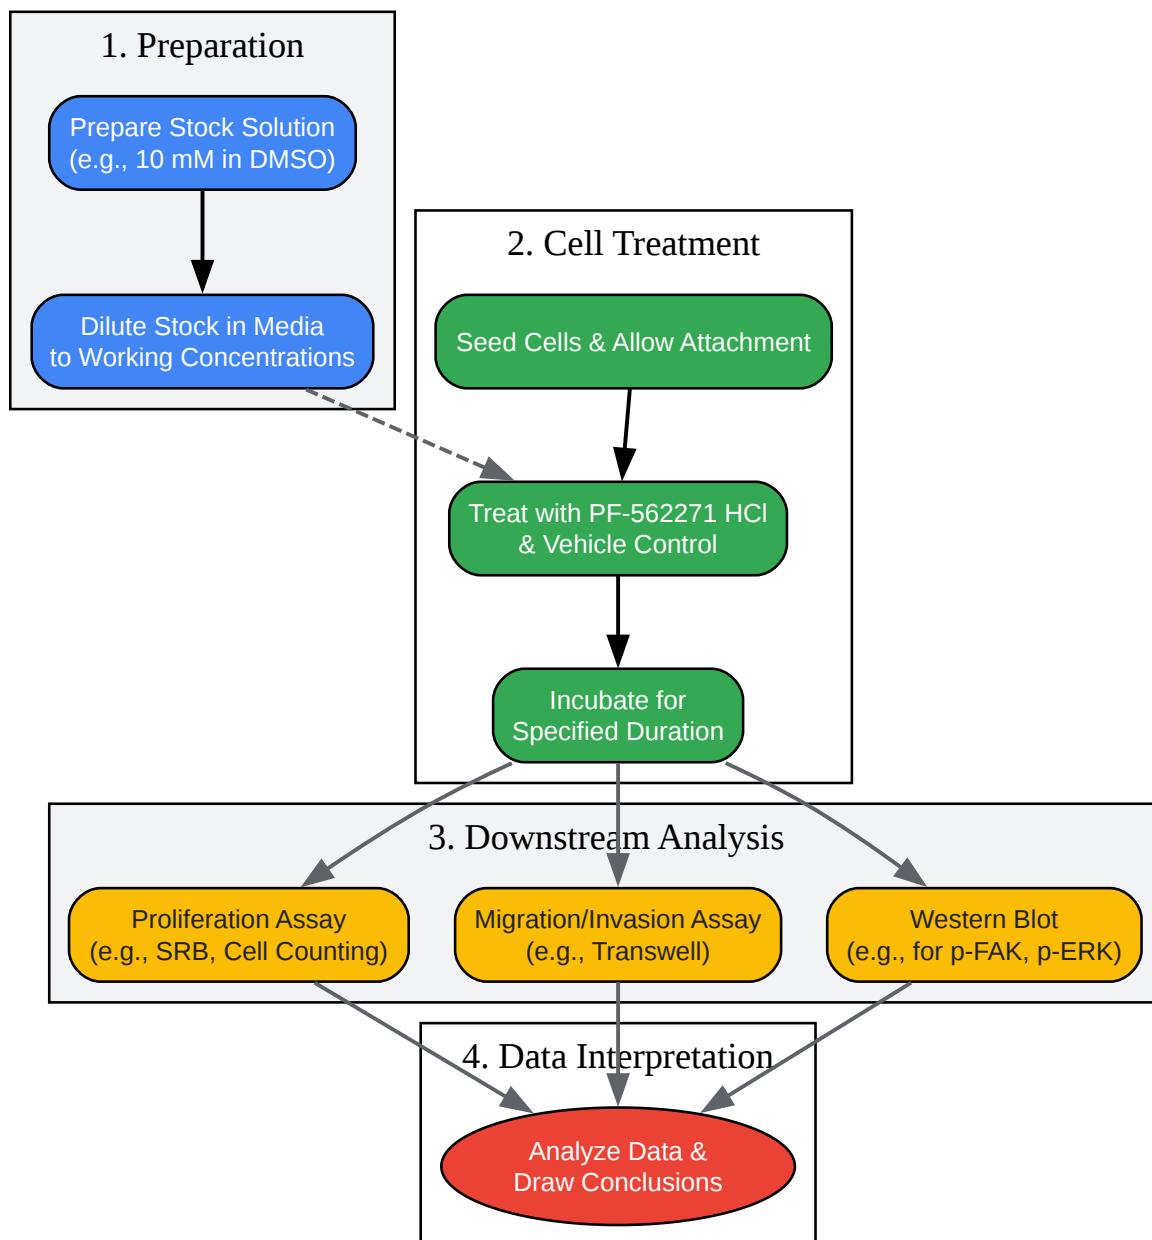 1. Preparation
Prepare Stock Solution
(e.g., 10 mM in DMSO)
Dilute Stock in Media
to Working Concentrations
2. Cell Treatment
Seed Cells & Allow Attachment
Treat with PF-562271 HCl
& Vehicle Control
Incubate for
Specified Duration
3. Downstream Analysis
Proliferation Assay
(e.g., SRB, Cell Counting)
Migration/Invasion Assay
(e.g., Transwell)
Western Blot
(e.g., for p-FAK, p-ERK)
4. Data Interpretation
Analyze Data &
Draw Conclusions